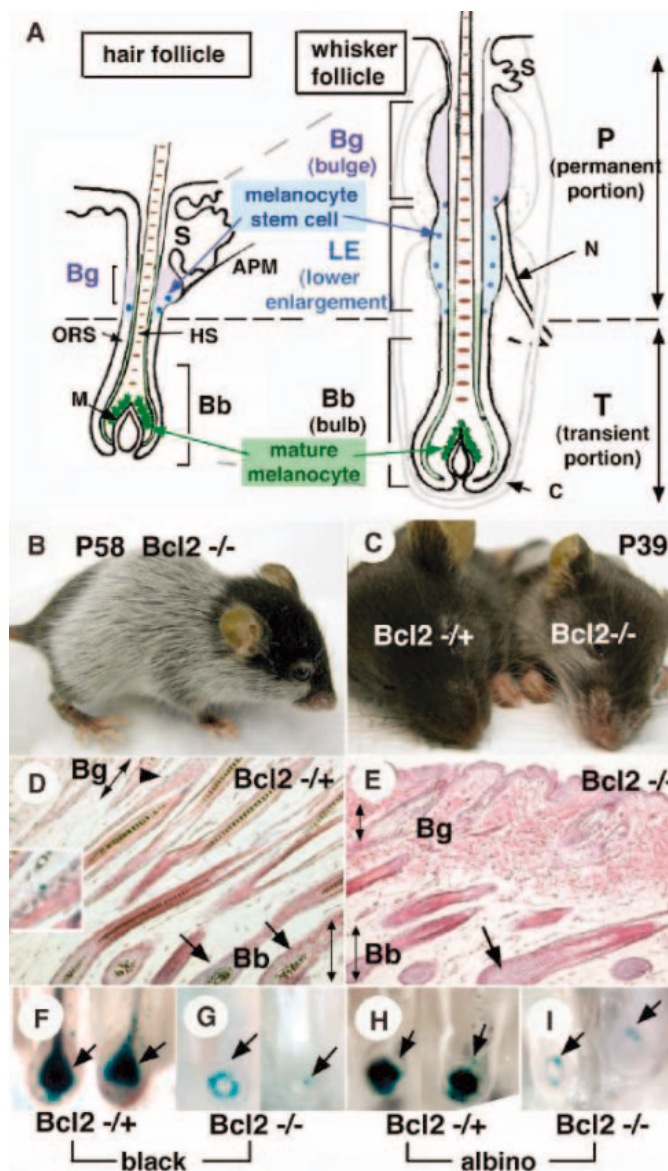 A
hair follicle
whisker
follicle
S
P
(permanent
portion)
Bg
(bulge)
melanocyte
stem cell
S
APM
Bg
LE
(lower
enlargement)
N
ORS
HS
M
Bb
Bb
(bulb)
T
(transient
portion)
mature
melanocyte
C
B P58 Bcl2 -/-
C P39
Bcl2 -/+ Bcl2-/-
D Bg Bcl2 -/+
E Bcl2 -/-
Bg
Bb
Bb
F G H I
Bcl2 -/+ Bcl2 -/- Bcl2 -/+ Bcl2 -/-
black albino